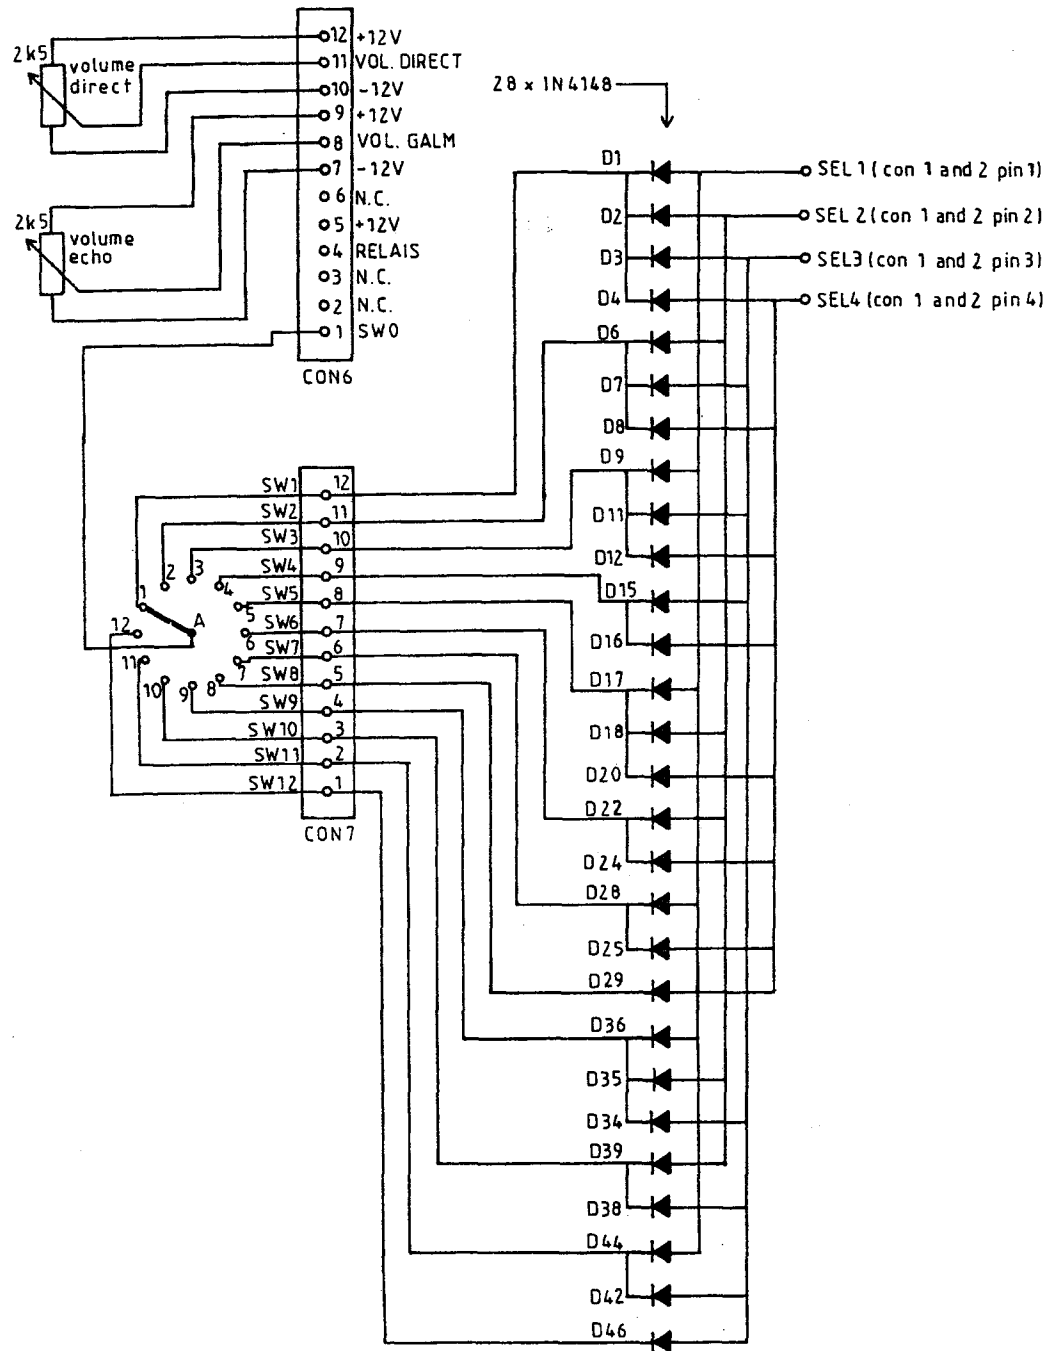 12 +12V
2k5
volume
direct
11 VOL. DIRECT
10 -12V
9 +12V
8 VOL. GALM
7 -12V
6 N.C.
5 +12V
4 RELAIS
3 N.C.
2 N.C.
1 SW0
CON6
2k5
volume
echo
28 x 1N4148
D1
SEL 1 (con 1 and 2 pin 1)
D2
SEL 2 (con 1 and 2 pin 2)
D3
SEL3 (con 1 and 2 pin 3)
D4
SEL4 (con 1 and 2 pin 4)
D6
D7
D8
D9
D11
D12
D15
D16
D17
D18
D20
D22
D24
D28
D25
D29
D36
D35
D34
D39
D38
D44
D42
D46
SW1 12
SW2 11
SW3 10
SW4 9
SW5 8
SW6 7
SW7 6
SW8 5
SW9 4
SW10 3
SW11 2
SW12 1
CON7
1
2
3
4
5
6
7
8
9
10
11
12
A